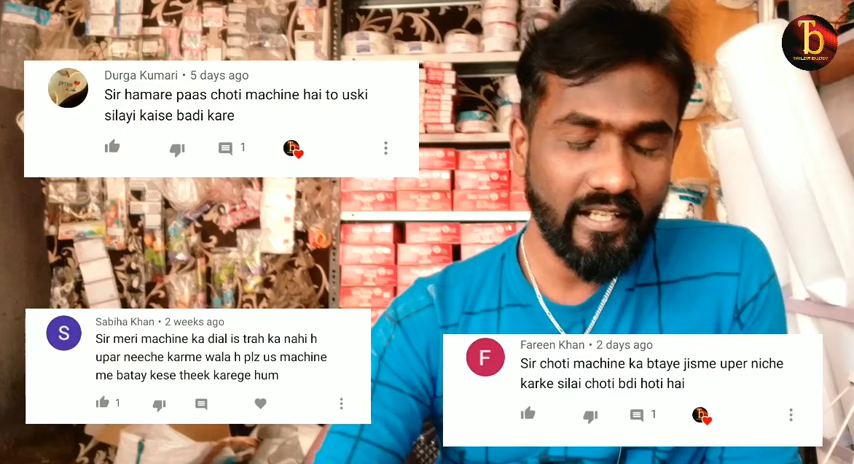 Durga Kumari • 5 days ago
Sir hamare paas choti machine hai to uski
silayi kaise badi kare
1
Tb
TAILOR BUDDY
Sabiha Khan • 2 weeks ago
S
Sir meri machine ka dial is trah ka nahi h
upar neeche karme wala h plz us machine
me batay kese theek karege hum
1
Fareen Khan • 2 days ago
F
Sir choti machine ka btaye jisme uper niche
karke silai choti bdi hoti hai
1